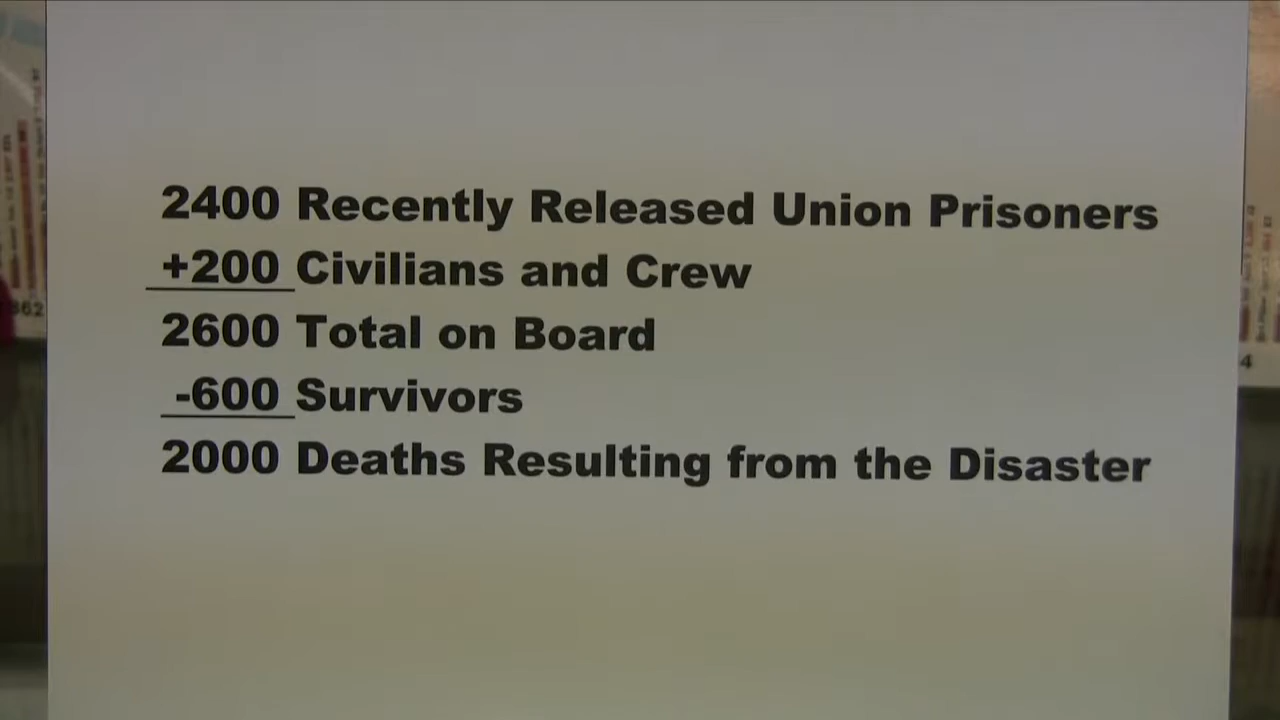 2400 Recently Released Union Prisoners
+200 Civilians and Crew
2600 Total on Board
-600 Survivors
2000 Deaths Resulting from the Disaster